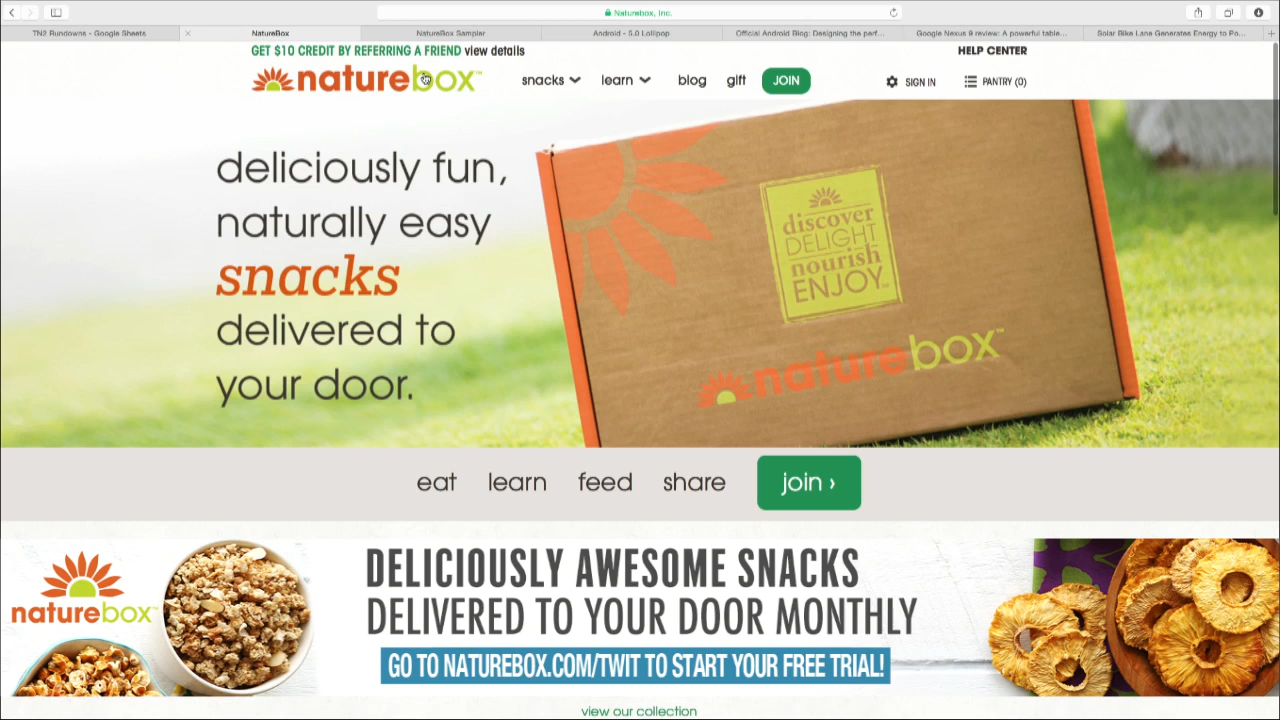 Naturebox, Inc.
TN2 Rundowns - Google Sheets
NatureBox
NatureBox Sampler
Android - 5.0 Lollipop
Official Android Blog: Designing the perf...
Google Nexus 9 review: A powerful table...
Solar Bike Lane Generates Energy to Po...
GET $10 CREDIT BY REFERRING A FRIEND view details
HELP CENTER
naturebox™
snacks
learn
blog
gift
JOIN
SIGN IN
PANTRY (0)
deliciously fun,
naturally easy
snacks
delivered to
your door.
discover
DELIGHT
nourish
ENJOY
naturebox™
eat
learn
feed
share
join ›
naturebox
DELICIOUSLY AWESOME SNACKS
DELIVERED TO YOUR DOOR MONTHLY
GO TO NATUREBOX.COM/TWIT TO START YOUR FREE TRIAL!
view our collection